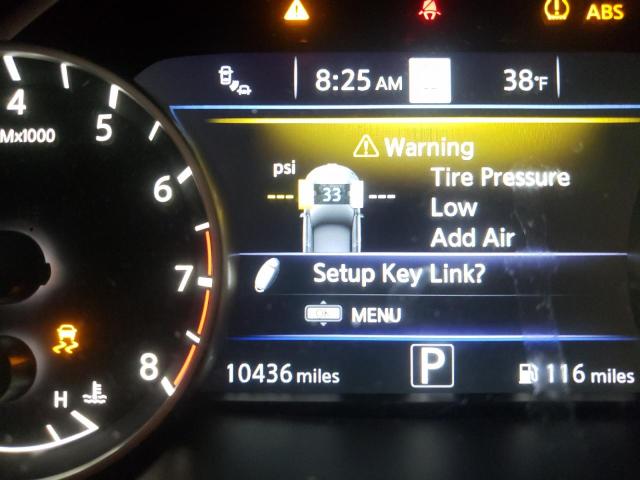 ABS
8:25 AM
38°F
4
Mx1000
5
6
7
8
H
Warning
psi
33
--- ---
Tire Pressure
Low
Add Air
Setup Key Link?
OK MENU
10436 miles
P
116 miles